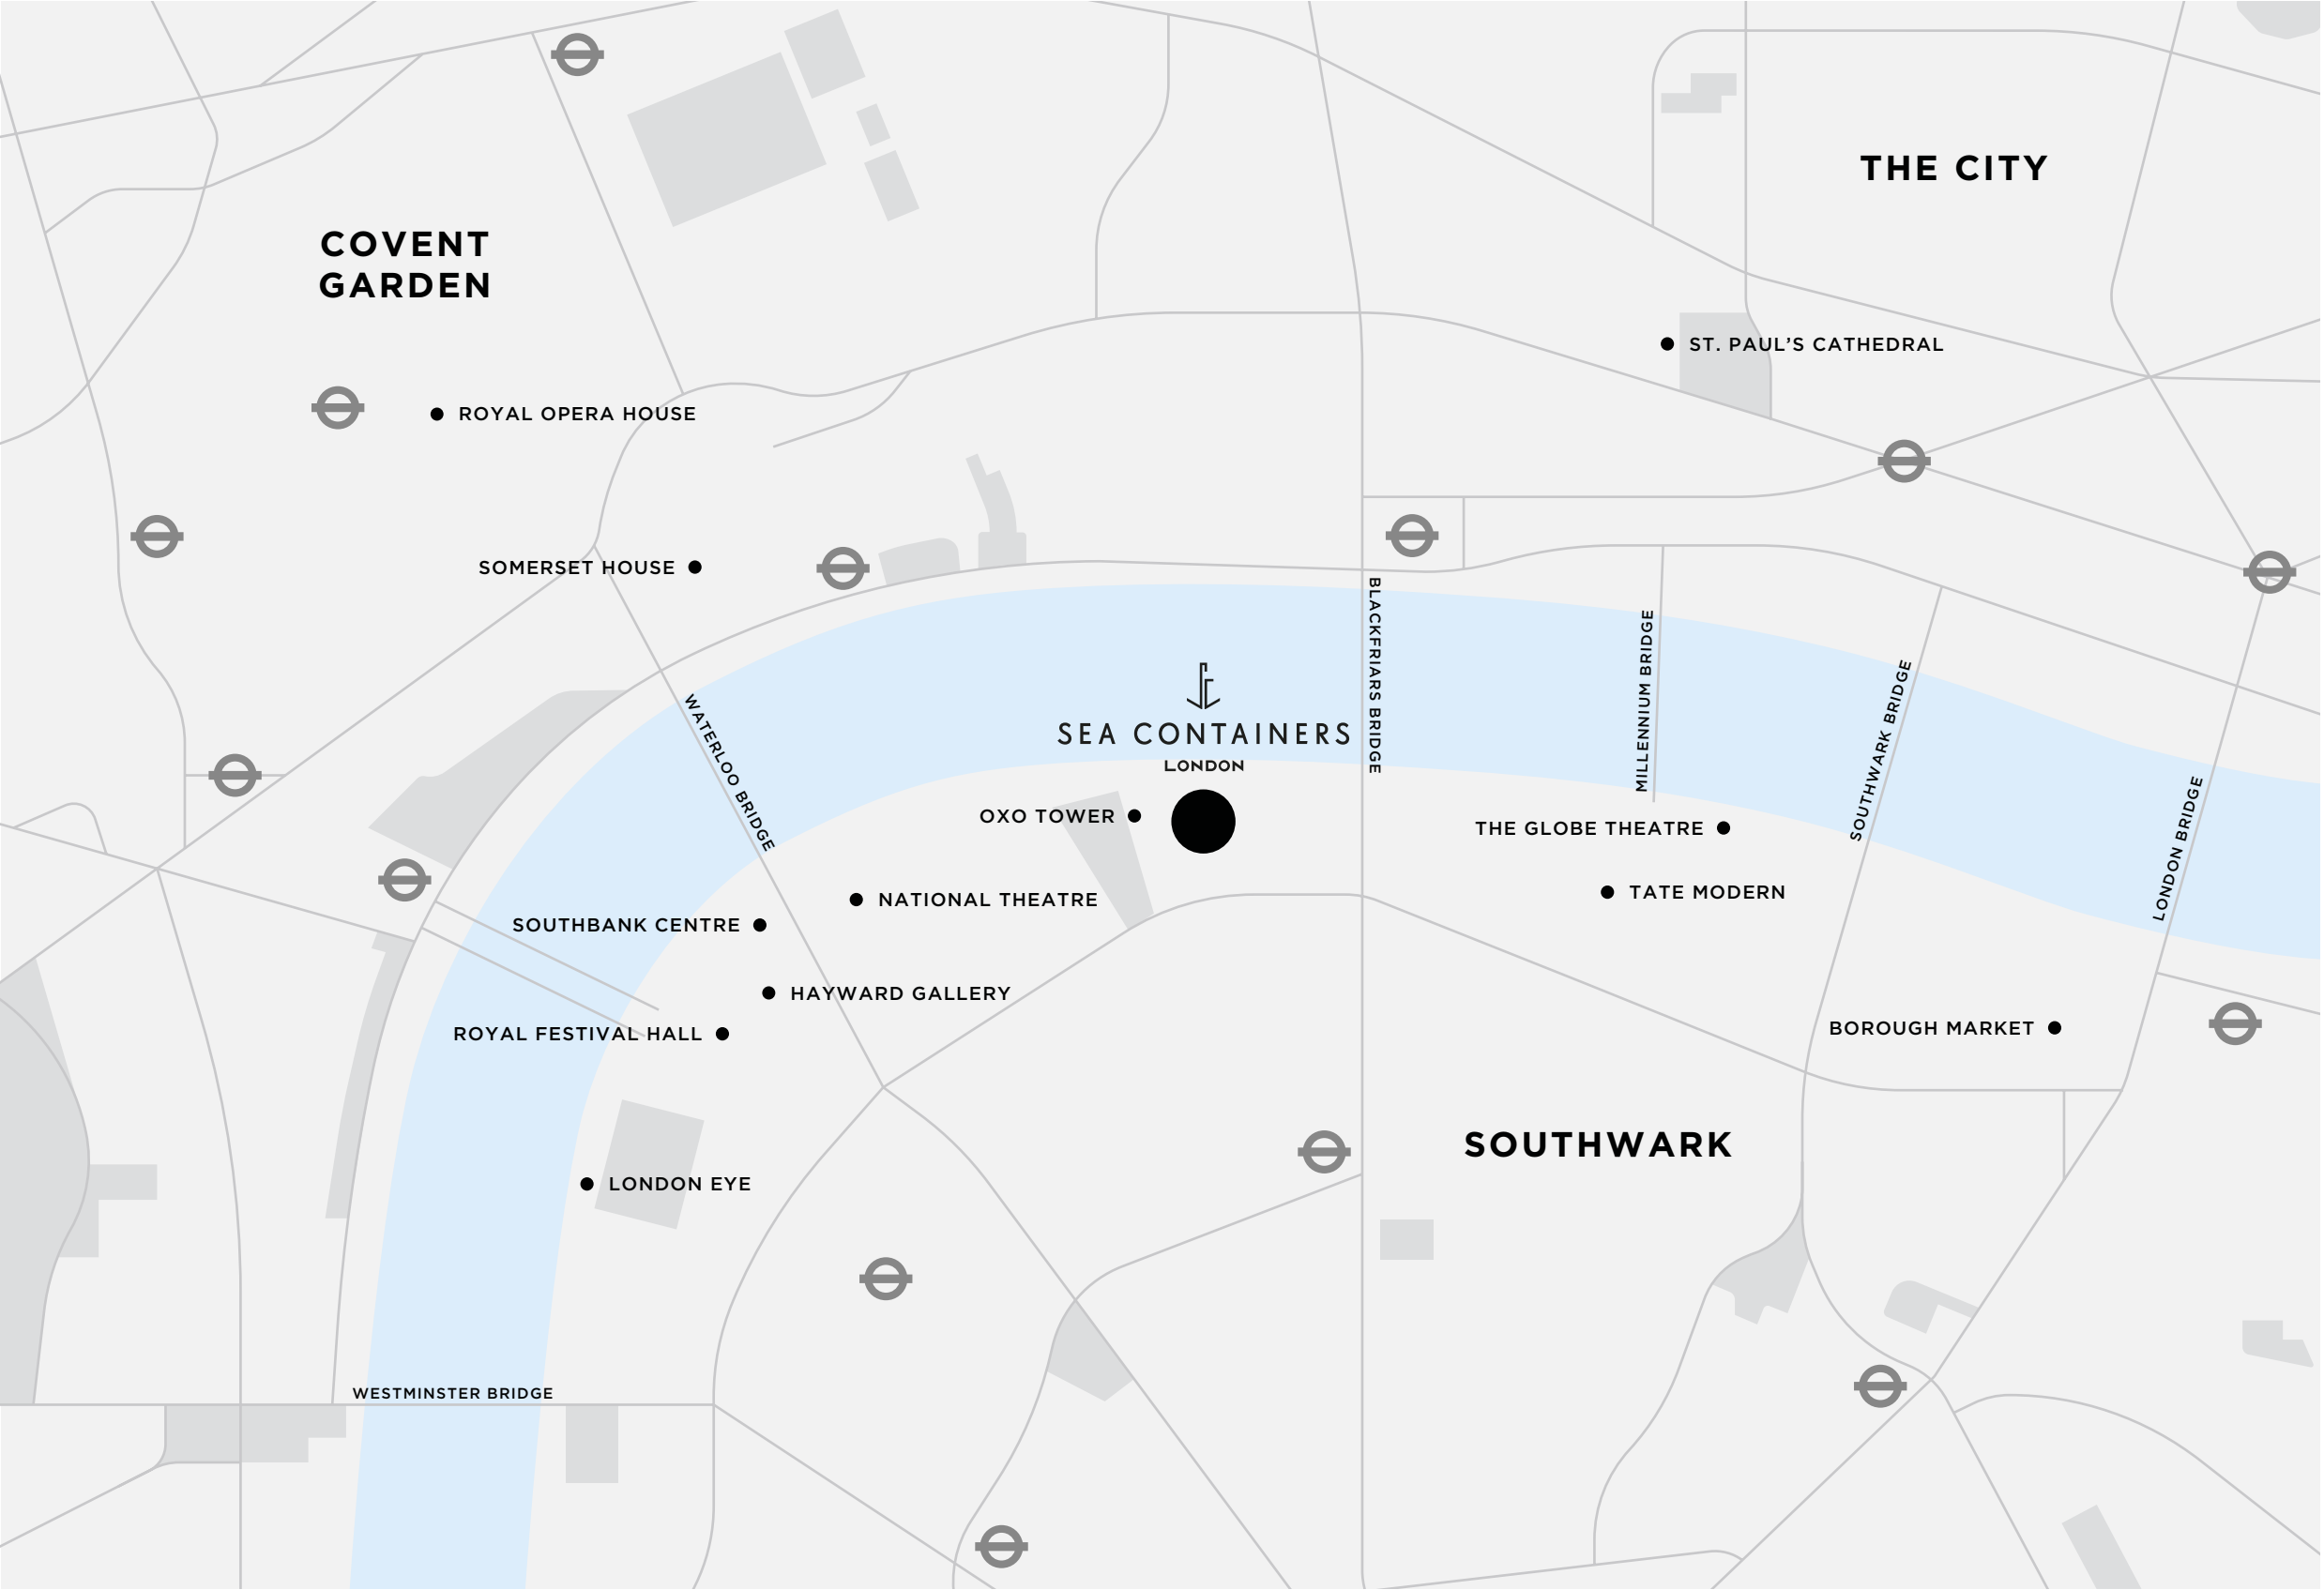 THE CITY
COVENT
GARDEN
ST. PAUL’S CATHEDRAL
ROYAL OPERA HOUSE
SOMERSET HOUSE
BLACKFRIARS BRIDGE
MILLENNIUM BRIDGE
SOUTHWARK BRIDGE
WATERLOO BRIDGE
SEA CONTAINERS
LONDON
LONDON BRIDGE
OXO TOWER
THE GLOBE THEATRE
TATE MODERN
NATIONAL THEATRE
SOUTHBANK CENTRE
HAYWARD GALLERY
BOROUGH MARKET
ROYAL FESTIVAL HALL
SOUTHWARK
LONDON EYE
WESTMINSTER BRIDGE